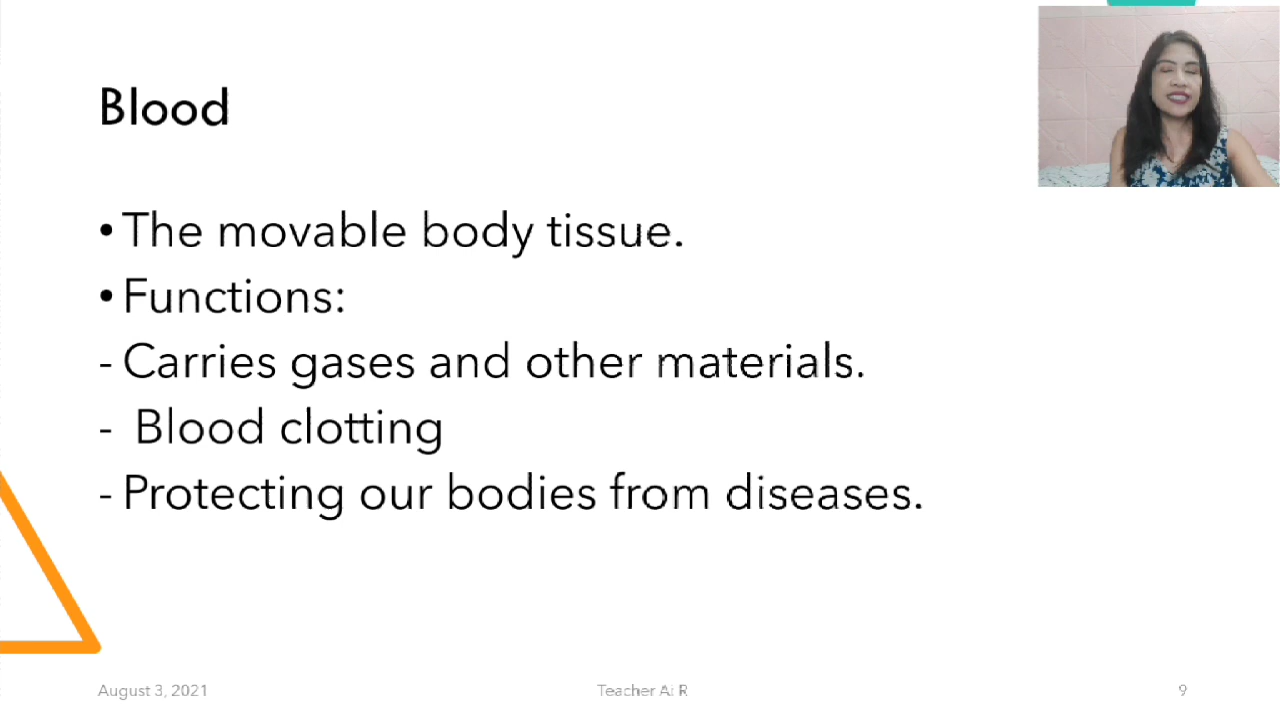 Blood
• The movable body tissue.
• Functions:
- Carries gases and other materials.
- Blood clotting
- Protecting our bodies from diseases.
August 3, 2021
Teacher Ai R
9